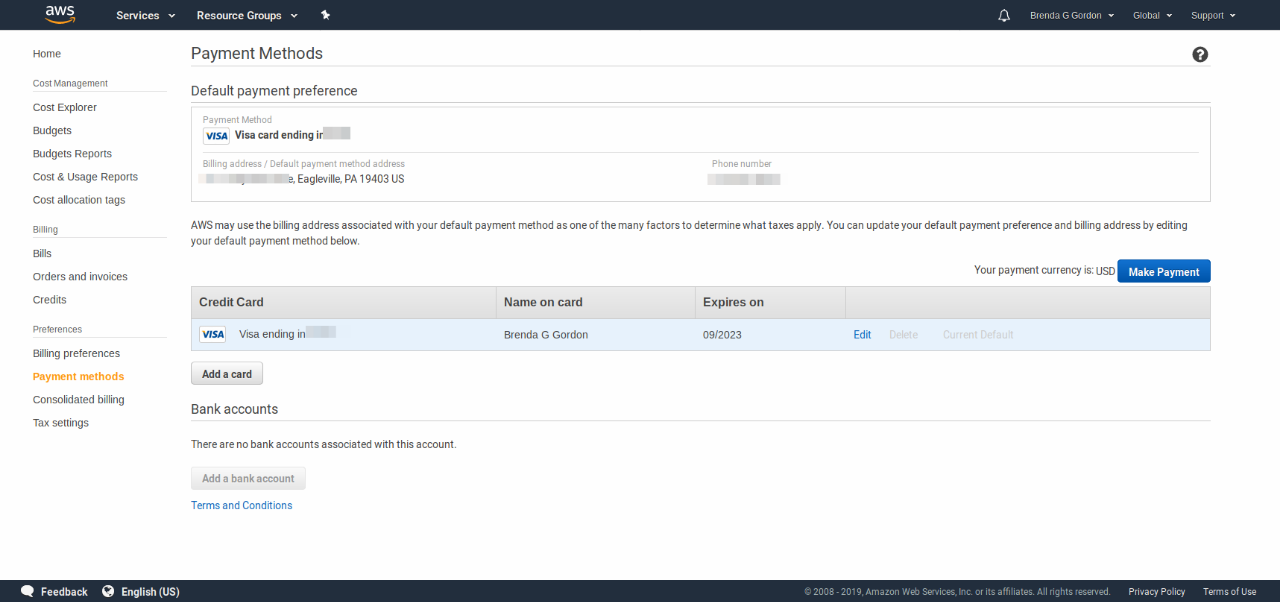 aws Services Resource Groups Brenda G Gordon Global Support
Home
Cost Management
Cost Explorer
Budgets
Budgets Reports
Cost & Usage Reports
Cost allocation tags
Billing
Bills
Orders and invoices
Credits
Preferences
Billing preferences
Payment methods
Consolidated billing
Tax settings
Payment Methods
Default payment preference
Payment Method
VISA Visa card ending in
Billing address / Default payment method address Phone number
Eagleville, PA 19403 US
AWS may use the billing address associated with your default payment method as one of the many factors to determine what taxes apply. You can update your default payment preference and billing address by editing
your default payment method below.
Your payment currency is: USD Make Payment
Credit Card Name on card Expires on
VISA Visa ending in Brenda G Gordon 09/2023 Edit Delete Current Default
Add a card
Bank accounts
There are no bank accounts associated with this account.
Add a bank account
Terms and Conditions
Feedback English (US) © 2008 - 2019, Amazon Web Services, Inc. or its affiliates. All rights reserved. Privacy Policy Terms of Use